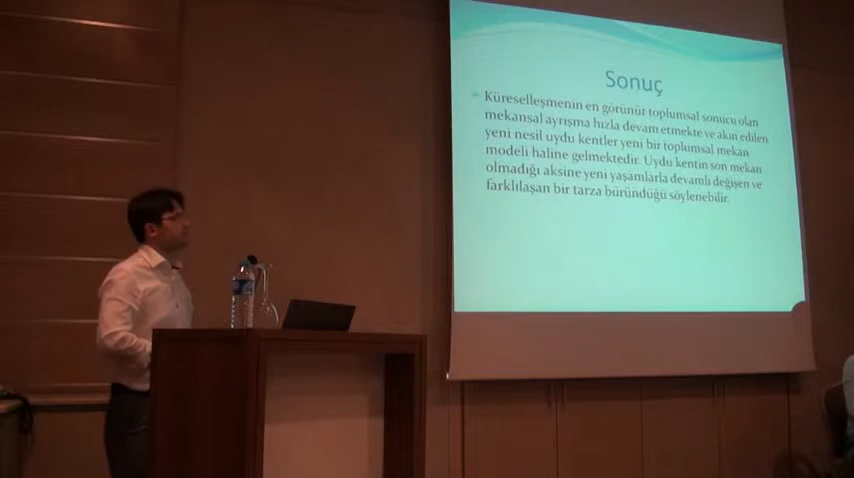 Sonuç
Küreselleşmenin en görünür toplumsal sonucu olan
mekansal ayrışma hızla devam etmekte ve akın edilen
yeni nesil uydu kentler yeni bir toplumsal mekan
modeli haline gelmektedir. Uydu kentin son mekan
olmadığı aksine yeni yaşamlarla devamlı değişen ve
farklılaşan bir tarza büründüğü söylenebilir.